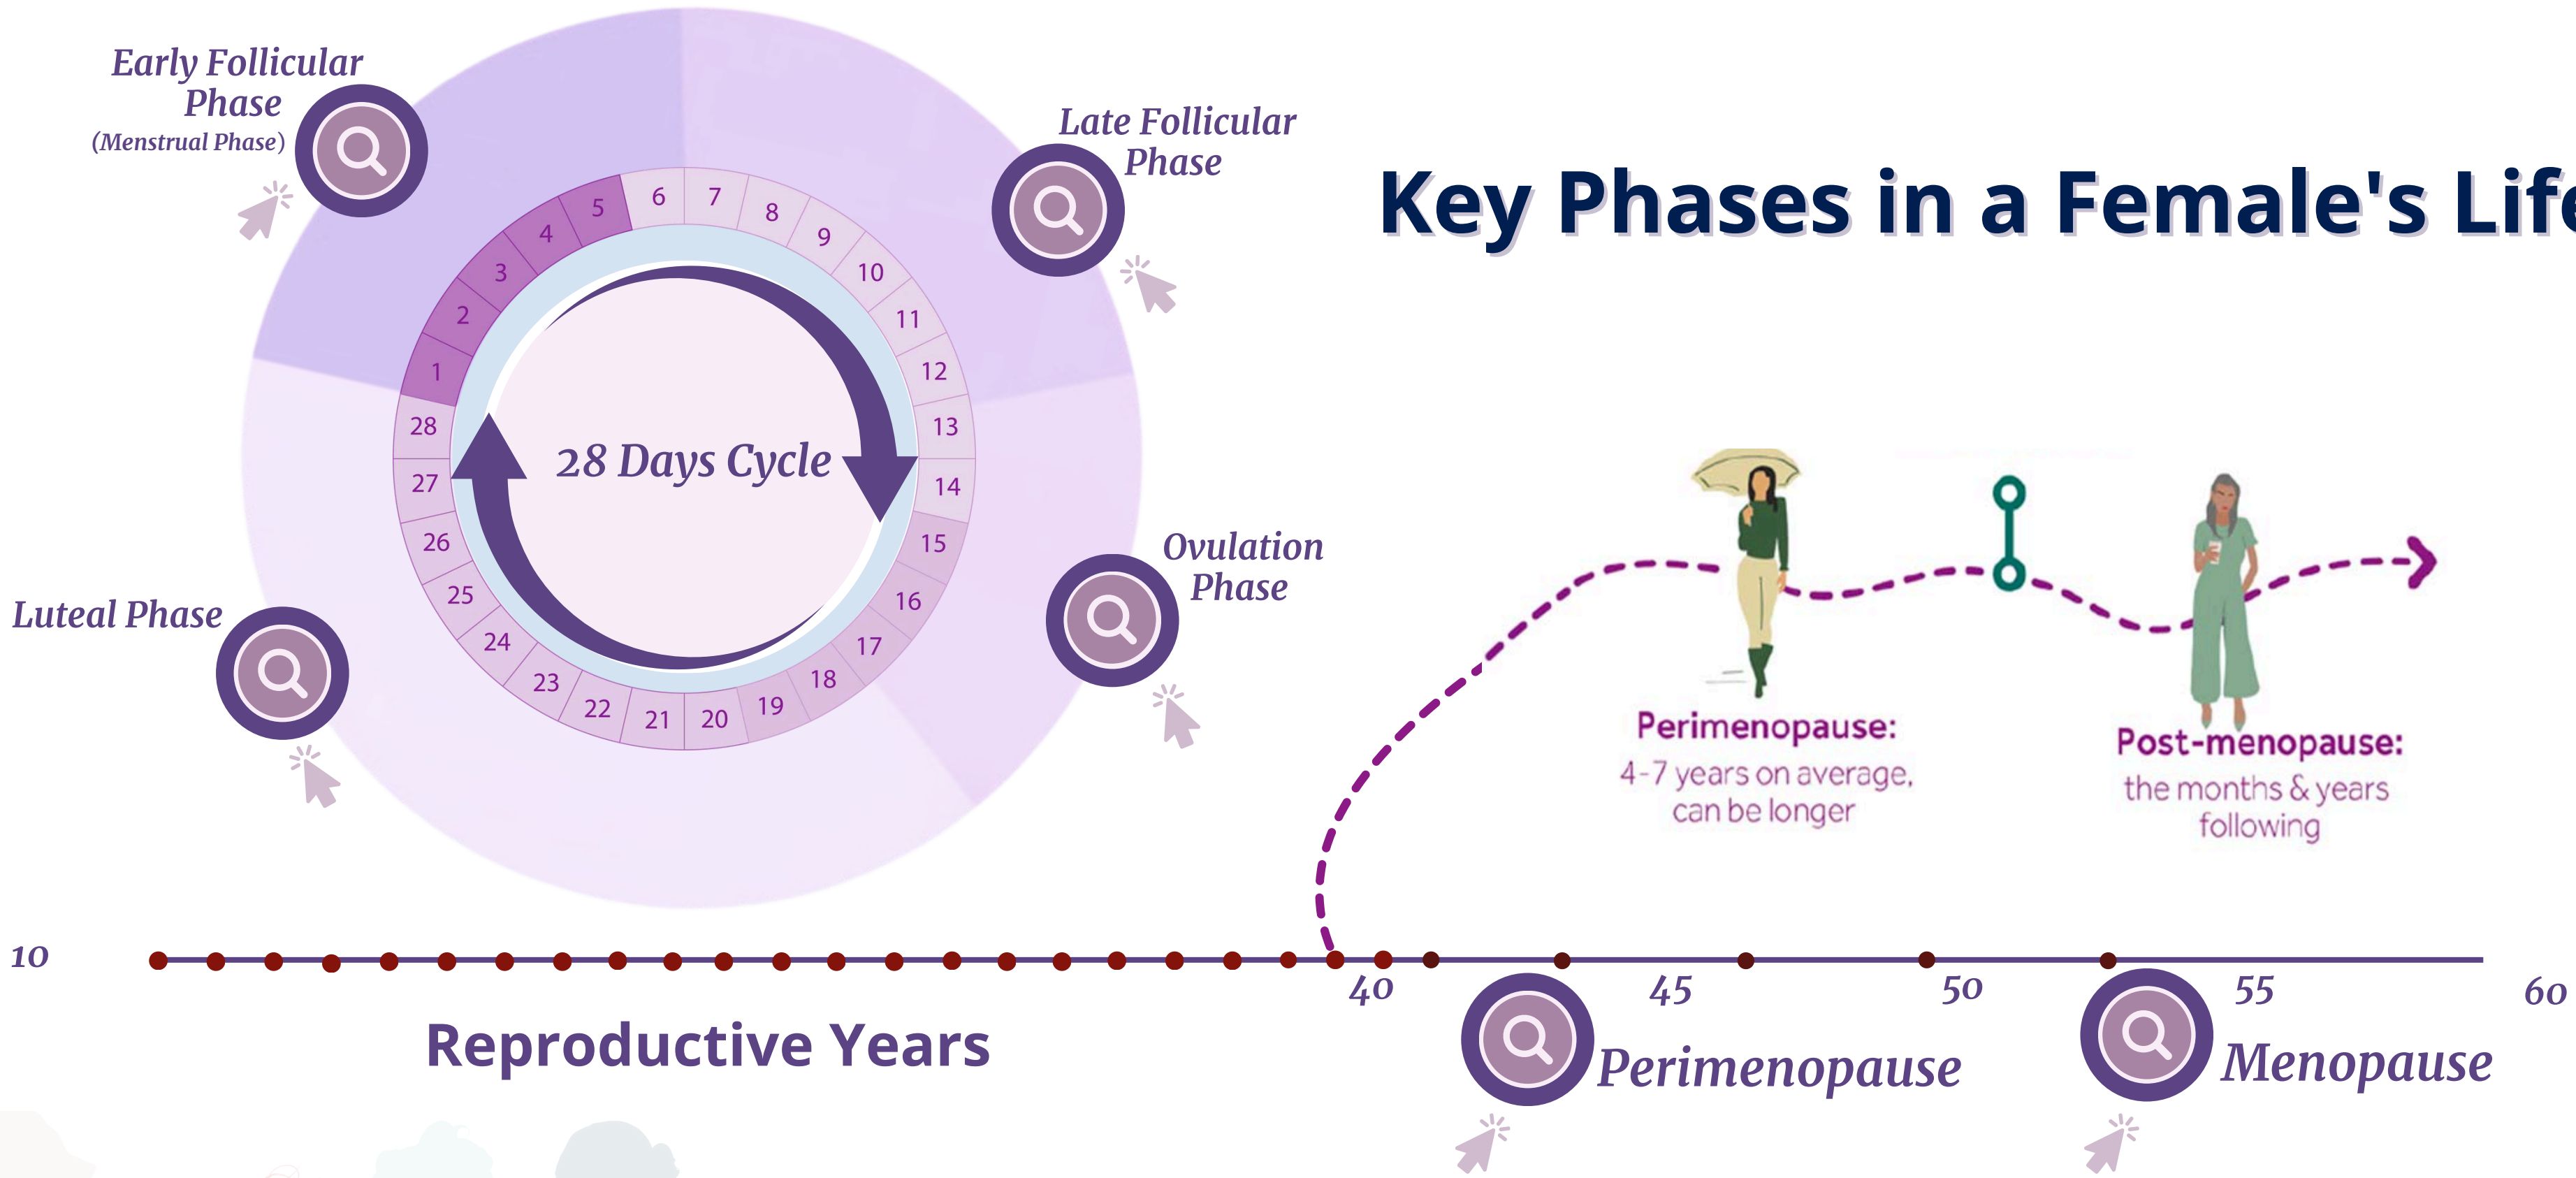 Key Phases in a Female's Life
Early Follicular
Phase
(Menstrual Phase)
Late Follicular
Phase
Ovulation
Phase
Luteal Phase
28 Days Cycle
1
2
3
4
5
6
7
8
9
10
11
12
13
14
15
16
17
18
19
20
21
22
23
24
25
26
27
28
Perimenopause:
4-7 years on average,
can be longer
Post-menopause:
the months & years
following
10
40
45
50
55
60
Reproductive Years
Perimenopause
Menopause